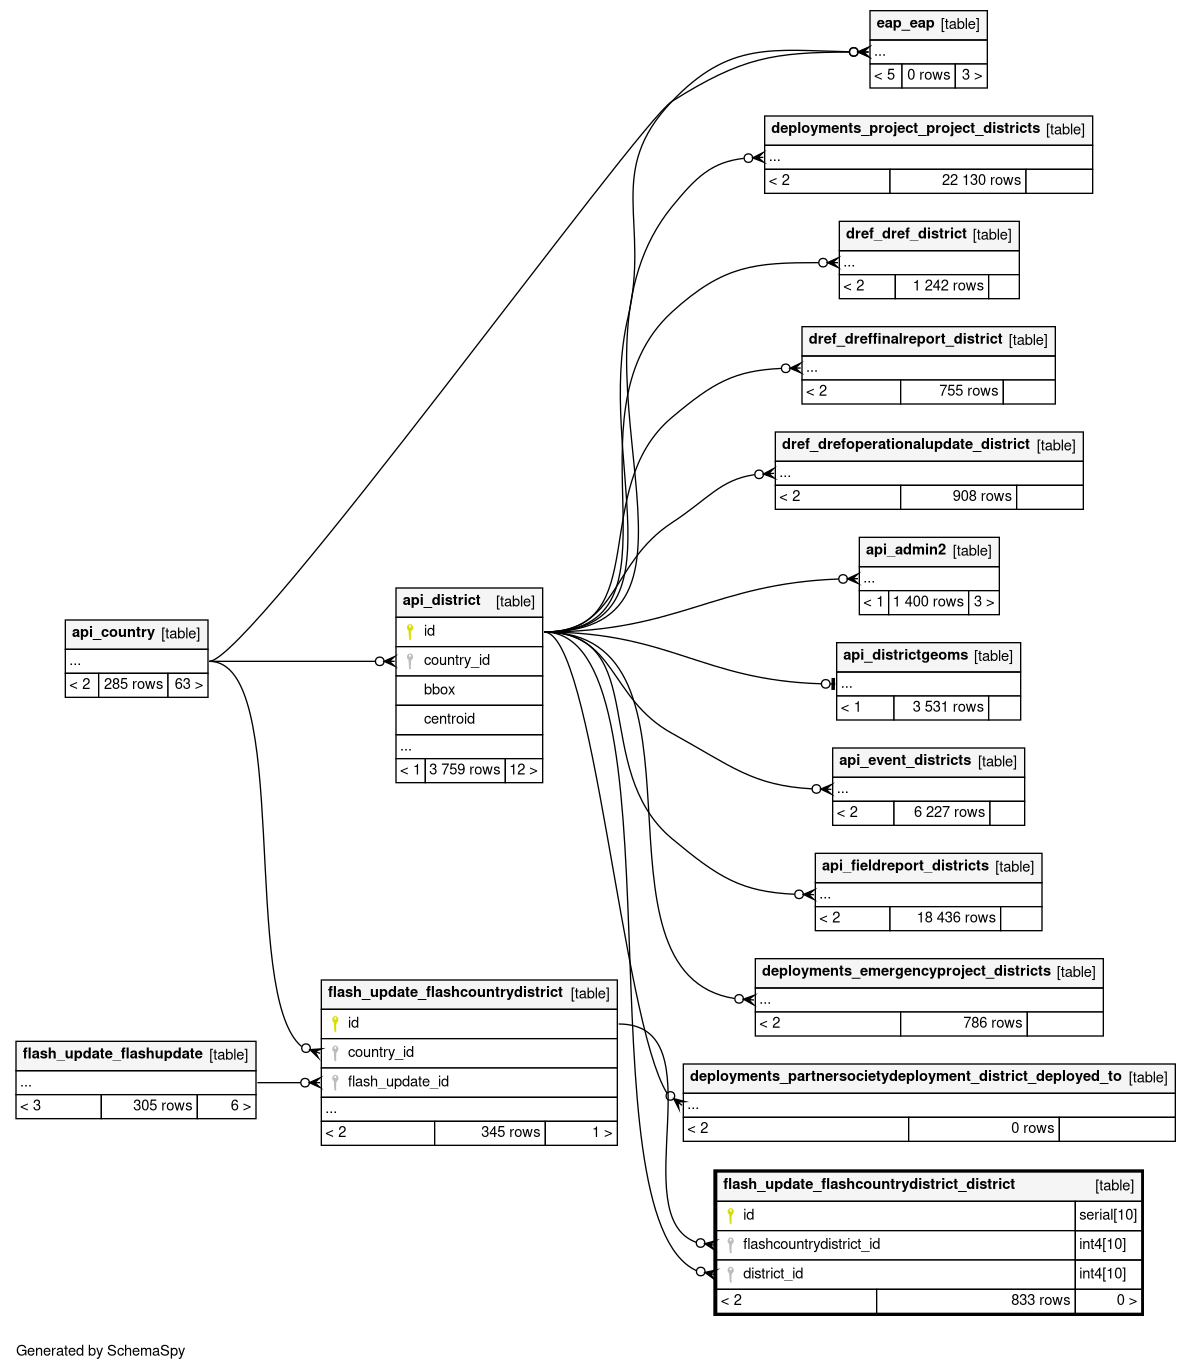 eap_eap [table]
...
< 5 0 rows 3 >
deployments_project_project_districts [table]
...
< 2 22 130 rows
dref_dref_district [table]
...
< 2 1 242 rows
dref_dreffinalreport_district [table]
...
< 2 755 rows
dref_drefoperationalupdate_district [table]
...
< 2 908 rows
api_admin2 [table]
...
< 1 1 400 rows 3 >
api_district [table]
id
country_id
bbox
centroid
...
< 1 3 759 rows 12 >
api_country [table]
...
< 2 285 rows 63 >
api_districtgeoms [table]
...
< 1 3 531 rows
api_event_districts [table]
...
< 2 6 227 rows
api_fieldreport_districts [table]
...
< 2 18 436 rows
deployments_emergencyproject_districts [table]
...
< 2 786 rows
flash_update_flashcountrydistrict [table]
id
country_id
flash_update_id
...
< 2 345 rows 1 >
flash_update_flashupdate [table]
...
< 3 305 rows 6 >
deployments_partnersocietydeployment_district_deployed_to [table]
...
< 2 0 rows
flash_update_flashcountrydistrict_district [table]
id serial[10]
flashcountrydistrict_id int4[10]
district_id int4[10]
< 2 833 rows 0 >
Generated by SchemaSpy